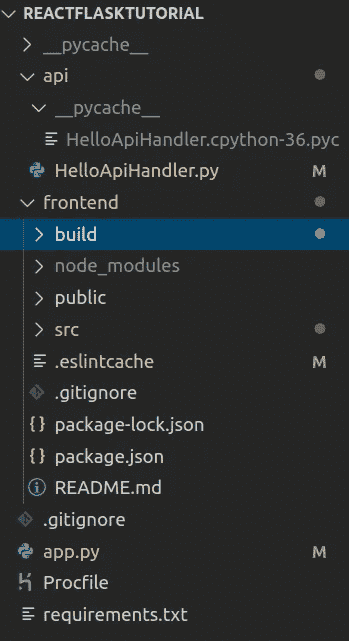 REACTFLASKTUTORIAL
__pycache__
api
__pycache__
HelloApiHandler.cpython-36.pyc
HelloApiHandler.py M
frontend
build
node_modules
public
src
.eslintcache M
.gitignore
package-lock.json
package.json
README.md
.gitignore
app.py M
Procfile
requirements.txt